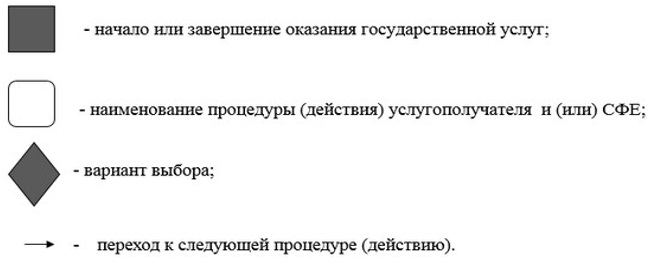 - начало или завершение оказания государственной услуг;
- наименование процедуры (действия) услугополучателя и (или) СФЕ;
- вариант выбора;
- переход к следующей процедуре (действию).